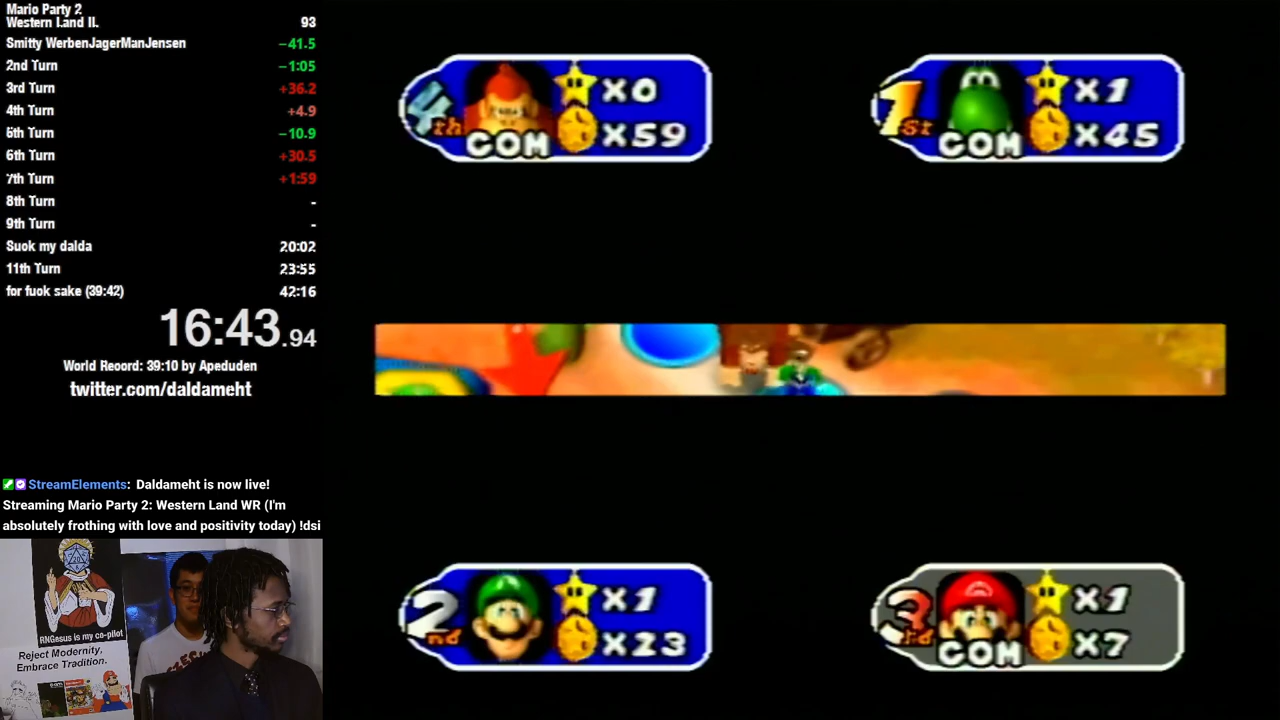 Mario Party 2
Western Land II. 93
Smitty WerbenJagerManJensen -41.5
2nd Turn -1:05
3rd Turn +36.2
4th Turn +4.9
5th Turn -10.9
6th Turn +30.5
7th Turn +1:59
8th Turn -
9th Turn -
Suok my dalda 20:02
11th Turn 23:55
for fuok sake (39:42) 42:16
16:43.94
World Reoord: 39:10 by Apeduden
twitter.com/daldameht
StreamElements: Daldameht is now live!
Streaming Mario Party 2: Western Land WR (I'm
absolutely frothing with love and positivity today) !dsi
RNGesus is my co-pilot
Reject Modernity,
Embrace Tradition.
4th COM X0 X59
1st COM X1 X45
2nd X1 X23
3rd COM X1 X7